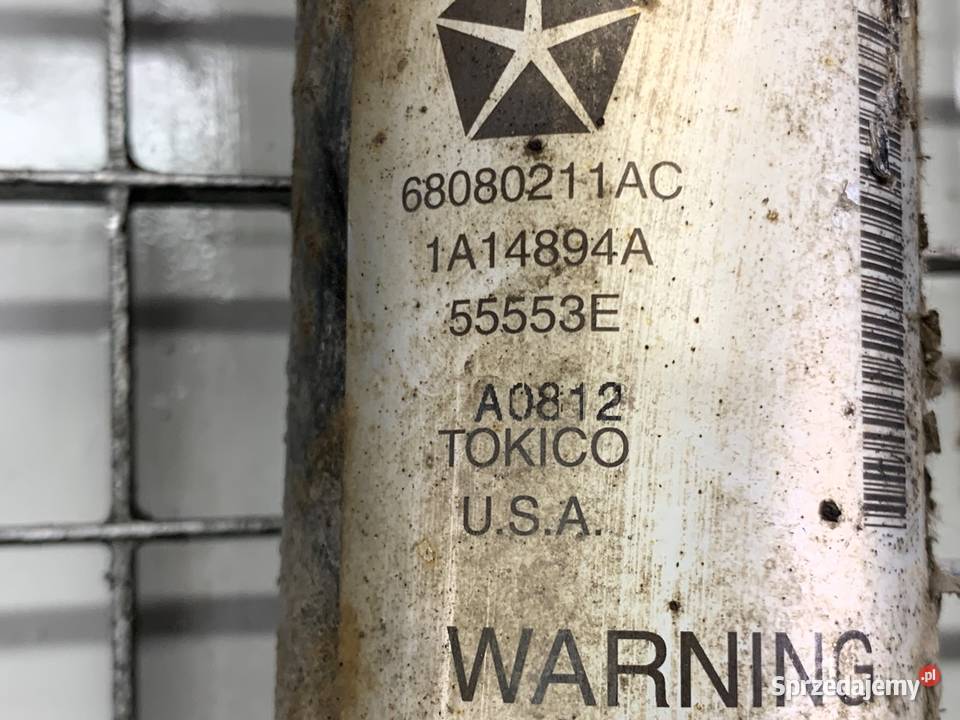 68080211AC
1A14894A
55553E
A0812
TOKICO
U.S.A.
WARNING
Sprzedajemy.pl